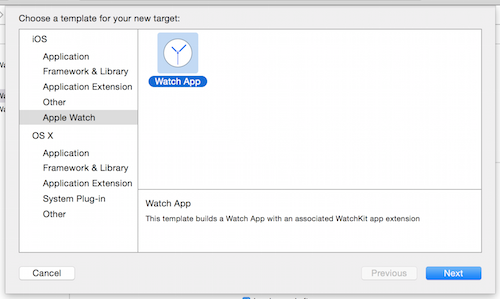 Choose a template for your new target:
iOS
Application
Framework & Library
Application Extension
Other
Apple Watch
OS X
Application
Framework & Library
Application Extension
System Plug-in
Other
Watch App
Watch App
This template builds a Watch App with an associated WatchKit app extension
Cancel
Previous
Next